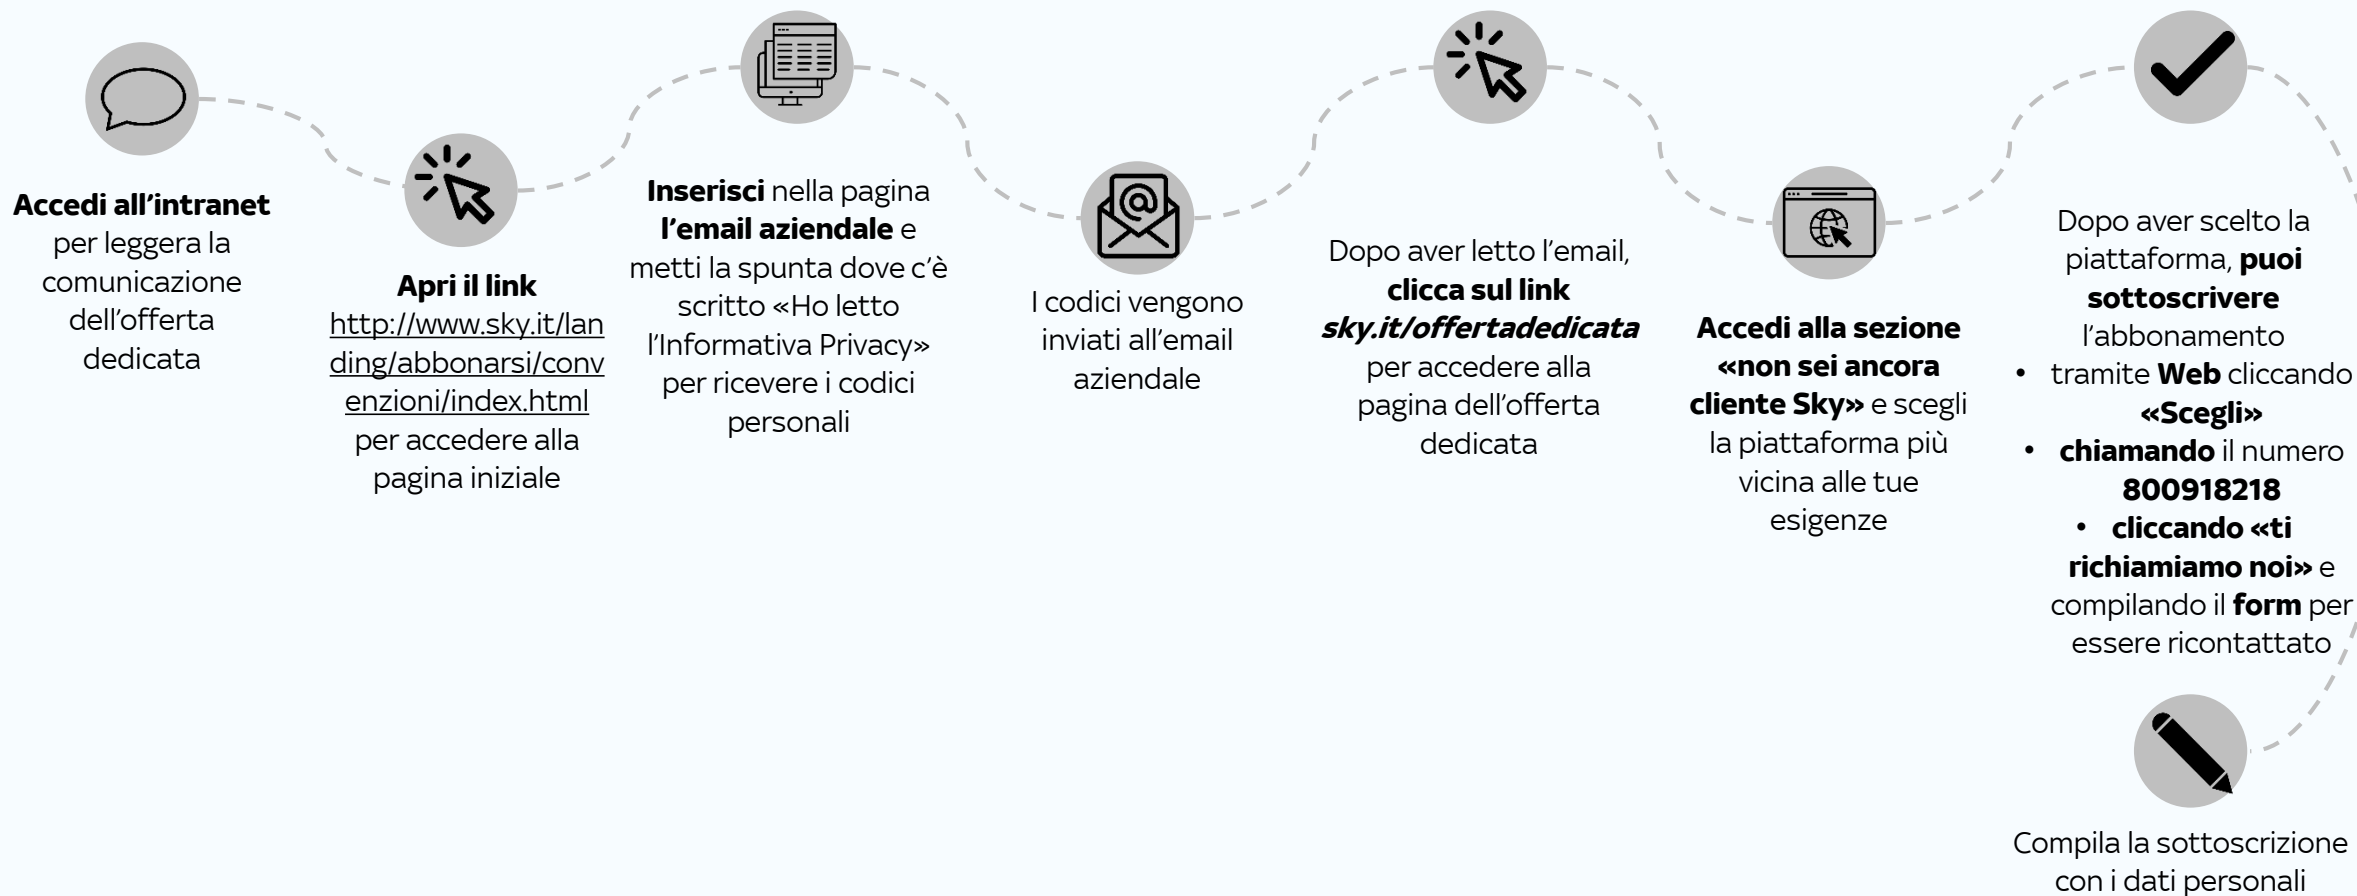 Accedi all'intranet
per leggera la
comunicazione
dell'offerta
dedicata
Apri il link
http://www.sky.it/lan
ding/abbonarsi/conv
enzioni/index.html
per accedere alla
pagina iniziale
Inserisci nella pagina
l'email aziendale e
metti la spunta dove c'è
scritto «Ho letto
l'Informativa Privacy»
per ricevere i codici
personali
I codici vengono
inviati all'email
aziendale
Dopo aver letto l'email,
clicca sul link
sky.it/offertadedicata
per accedere alla
pagina dell'offerta
dedicata
Accedi alla sezione
«non sei ancora
cliente Sky» e scegli
la piattaforma più
vicina alle tue
esigenze
Dopo aver scelto la
piattaforma, puoi
sottoscrivere
l'abbonamento
• tramite Web cliccando
«Scegli»
• chiamando il numero
800918218
• cliccando «ti
richiamiamo noi» e
compilando il form per
essere ricontattato
Compila la sottoscrizione
con i dati personali